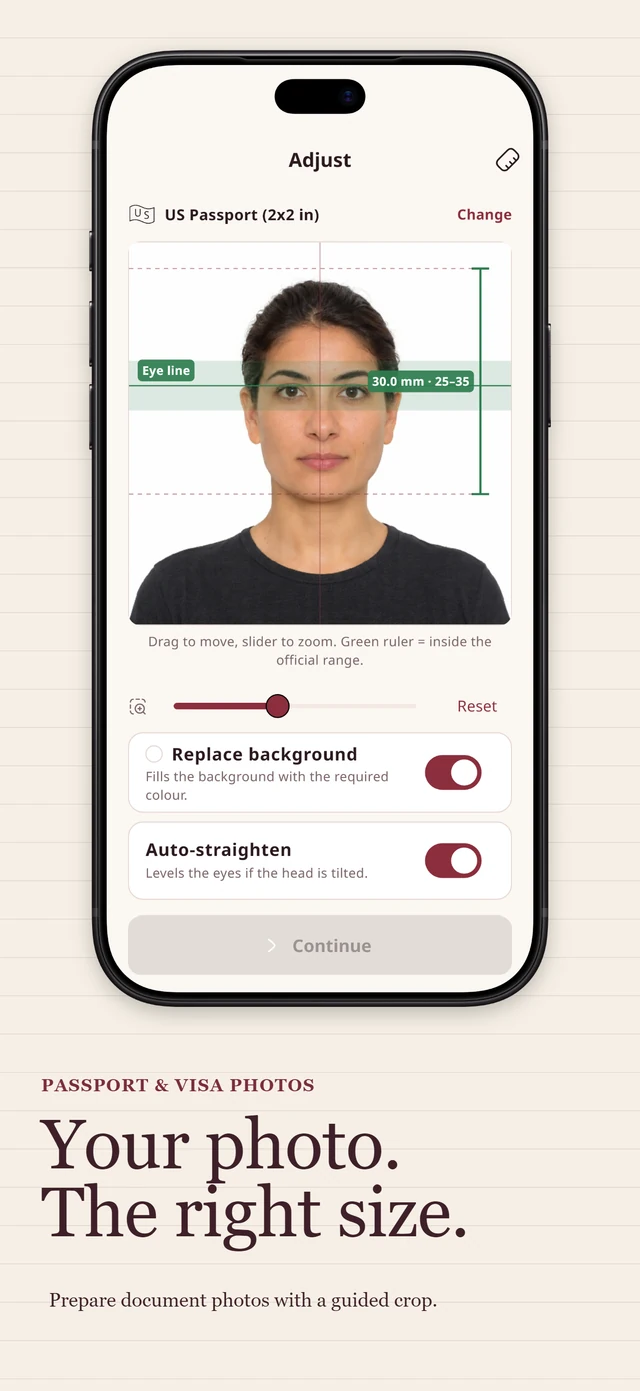 Adjust
US
US Passport (2x2 in)
Change
Eye line
30.0 mm · 25–35
Drag to move, slider to zoom. Green ruler = inside the
official range.
Reset
Replace background
Fills the background with the required
colour.
Auto-straighten
Levels the eyes if the head is tilted.
Continue
PASSPORT & VISA PHOTOS
Your photo.
The right size.
Prepare document photos with a guided crop.